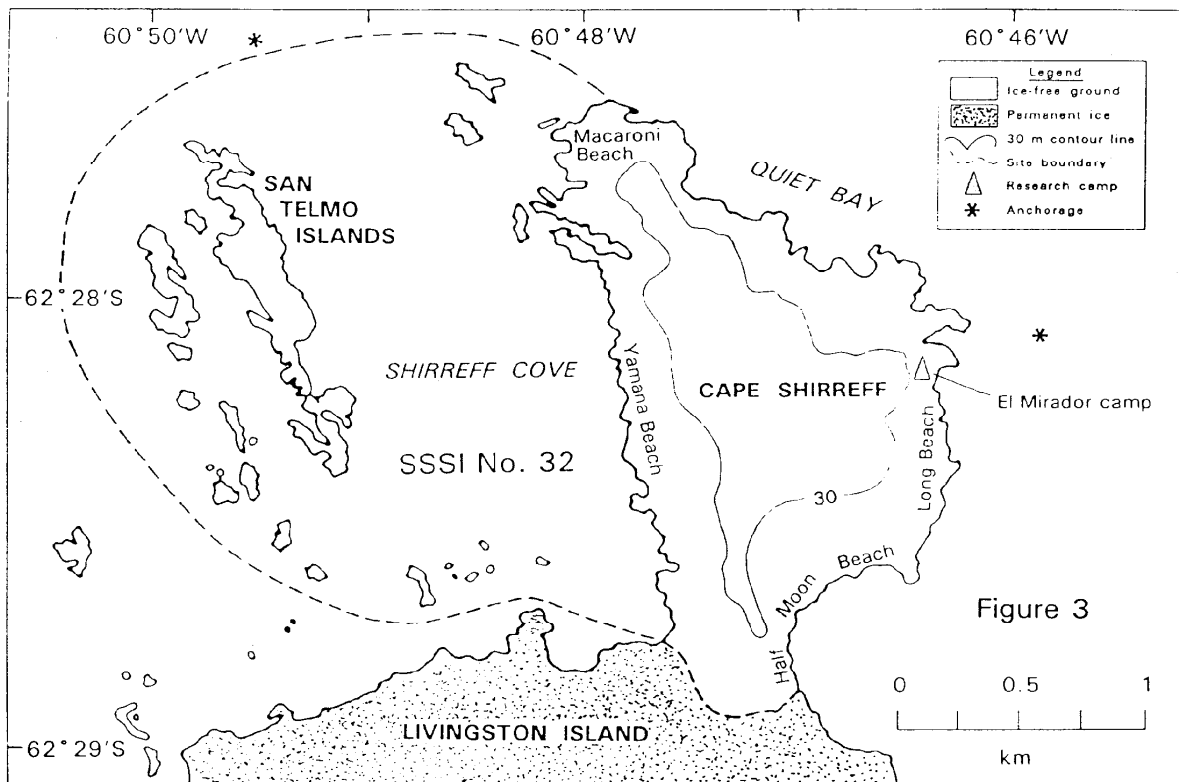 60°50'W
60°48'W
60°46'W
Legend
Ice-free ground
Permanent ice
30 m contour line
Site boundary
Research camp
Anchorage
Macaroni
Beach
QUIET BAY
SAN
TELMO
ISLANDS
62°28'S
SHIRREFF COVE
Yamana Beach
CAPE SHIRREFF
El Mirador camp
Long Beach
SSSI No. 32
30
Half Moon Beach
Figure 3
0 0.5 1
km
LIVINGSTON ISLAND
62°29'S